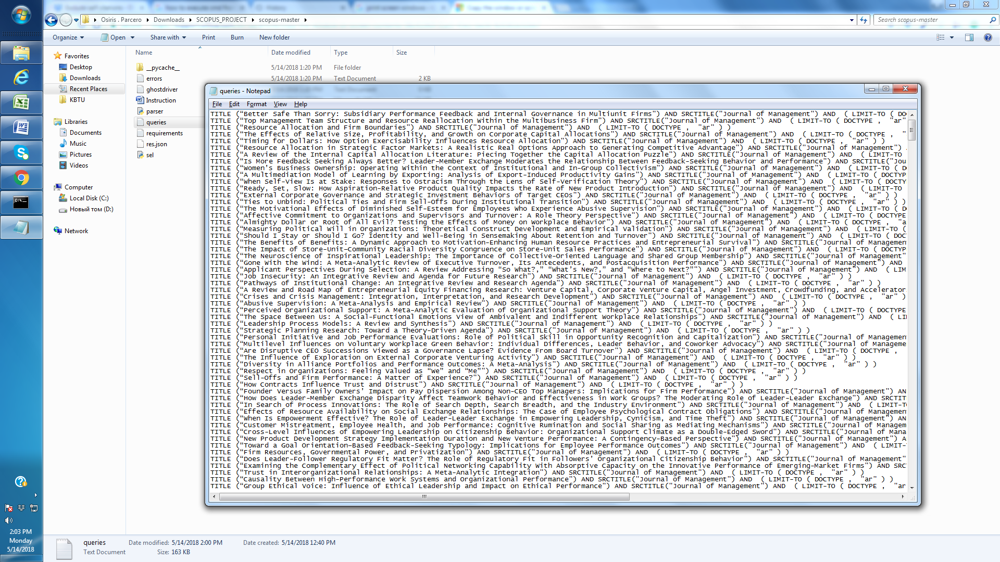 Osiris . Parcero Downloads SCOPUS_PROJECT scopus-master
Search scopus-master
Organize Open Share with Print Burn New folder
Favorites
Desktop
Downloads
Recent Places
KBTU
Libraries
Documents
Music
Pictures
Videos
Computer
Local Disk (C:)
Новый том (D:)
Network
Name Date modified Type Size
__pycache__ 5/14/2018 1:20 PM File folder
errors 5/14/2018 1:20 PM Text Document 2 KB
ghostdriver
Instruction
parser
queries
requirements
res.json
sel
queries - Notepad
File Edit Format View Help
TITLE (“Better Safe Than Sorry: Subsidiary Performance Feedback and Internal Governance in Multiunit Firms") AND SRCTITLE("Journal of Management") AND  ( LIMIT-TO ( DO
TITLE (“Top Management Team Structure and Resource Reallocation Within the Multibusiness Firm") AND SRCTITLE("Journal of Management") AND  ( LIMIT-TO ( DOCTYPE ,  "ar"
TITLE (“Resource Allocation and Firm Boundaries") AND SRCTITLE("Journal of Management") AND  ( LIMIT-TO ( DOCTYPE ,  "ar" ) )
TITLE (“The Effects of Relative Size, Profitability, and Growth on Corporate Capital Allocations") AND SRCTITLE("Journal of Management") AND  ( LIMIT-TO ( DOCTYPE ,  "
TITLE (“Timing for Dollars: How Option Exercisability Influences Resource Allocation") AND SRCTITLE("Journal of Management") AND  ( LIMIT-TO ( DOCTYPE ,  "ar" ) )
TITLE (“Resource Allocation in Strategic Factor Markets: A Realistic Real Options Approach to Generating Competitive Advantage") AND SRCTITLE("Journal of Management")
TITLE (“A Review of the Internal Capital Allocation Literature: Piecing Together the Capital Allocation Puzzle") AND SRCTITLE("Journal of Management") AND  ( LIMIT-TO
TITLE (“Is More Feedback Seeking Always Better? Leader-Member Exchange Moderates the Relationship Between Feedback-Seeking Behavior and Performance") AND SRCTITLE("Jou
TITLE (“Women’s Business Ownership: Operating Within the Context of Institutional and In-Group Collectivism") AND SRCTITLE("Journal of Management") AND  ( LIMIT-TO ( D
TITLE (“A Multimediation Model of Learning by Exporting: Analysis of Export-Induced Productivity Gains") AND SRCTITLE("Journal of Management") AND  ( LIMIT-TO ( DOCTY
TITLE (“When Self-View Is at Stake: Responses to Ostracism Through the Lens of Self-Verification Theory") AND SRCTITLE("Journal of Management") AND  ( LIMIT-TO ( DOCTY
TITLE (“Ready, Set, Slow: How Aspiration-Relative Product Quality Impacts the Rate of New Product Introduction") AND SRCTITLE("Journal of Management") AND  ( LIMIT-TO
TITLE (“External Corporate Governance and Strategic Investment Behaviors of Target CEOs") AND SRCTITLE("Journal of Management") AND  ( LIMIT-TO ( DOCTYPE ,  "ar" ) )
TITLE (“Ties to Unbind: Political Ties and Firm Sell-Offs During Institutional Transition") AND SRCTITLE("Journal of Management") AND  ( LIMIT-TO ( DOCTYPE ,  "ar" ) )
TITLE (“The Motivational Effects of Diminished Self-Esteem for Employees Who Experience Abusive Supervision") AND SRCTITLE("Journal of Management") AND  ( LIMIT-TO ( D
TITLE (“Affective Commitment to Organizations and Supervisors and Turnover: A Role Theory Perspective") AND SRCTITLE("Journal of Management") AND  ( LIMIT-TO ( DOCTYPE
TITLE (“Almighty Dollar or Root of All Evil? Testing the Effects of Money on Workplace Behavior") AND SRCTITLE("Journal of Management") AND  ( LIMIT-TO ( DOCTYPE ,  "a
TITLE (“Measuring Political Will in Organizations: Theoretical Construct Development and Empirical Validation") AND SRCTITLE("Journal of Management") AND  ( LIMIT-TO (
TITLE (“Should I Stay or Should I Go? Identity and Well-Being in Sensemaking About Retention and Turnover") AND SRCTITLE("Journal of Management") AND  ( LIMIT-TO ( DOC
TITLE (“The Benefits of Benefits: A Dynamic Approach to Motivation-Enhancing Human Resource Practices and Entrepreneurial Survival") AND SRCTITLE("Journal of Management
TITLE (“The Impact of Store-Unit–Community Racial Diversity Congruence on Store-Unit Sales Performance") AND SRCTITLE("Journal of Management") AND  ( LIMIT-TO ( DOCTYP
TITLE (“The Neuroscience of Inspirational Leadership: The Importance of Collective-Oriented Language and Shared Group Membership") AND SRCTITLE("Journal of Management"
TITLE (“Gone With the Wind: A Meta-Analytic Review of Executive Turnover, Its Antecedents, and Postacquisition Performance") AND SRCTITLE("Journal of Management") AND
TITLE (“Applicant Perspectives During Selection: A Review Addressing “So What?,” “What’s New?,” and “Where to Next?”") AND SRCTITLE("Journal of Management") AND  ( LIM
TITLE (“Job Insecurity: An Integrative Review and Agenda for Future Research") AND SRCTITLE("Journal of Management") AND  ( LIMIT-TO ( DOCTYPE ,  "ar" ) )
TITLE (“Pathways of Institutional Change: An Integrative Review and Research Agenda") AND SRCTITLE("Journal of Management") AND  ( LIMIT-TO ( DOCTYPE ,  "ar" ) )
TITLE (“A Review and Road Map of Entrepreneurial Equity Financing Research: Venture Capital, Corporate Venture Capital, Angel Investment, Crowdfunding, and Accelerator
TITLE (“Crises and Crisis Management: Integration, Interpretation, and Research Development") AND SRCTITLE("Journal of Management") AND  ( LIMIT-TO ( DOCTYPE ,  "ar" )
TITLE (“Abusive Supervision: A Meta-Analysis and Empirical Review") AND SRCTITLE("Journal of Management") AND  ( LIMIT-TO ( DOCTYPE ,  "ar" ) )
TITLE (“Perceived Organizational Support: A Meta-Analytic Evaluation of Organizational Support Theory") AND SRCTITLE("Journal of Management") AND  ( LIMIT-TO ( DOCTYPE
TITLE (“The Space Between Us: A Social-Functional Emotions View of Ambivalent and Indifferent Workplace Relationships") AND SRCTITLE("Journal of Management") AND  ( LI
TITLE (“Leadership Process Models: A Review and Synthesis") AND SRCTITLE("Journal of Management") AND  ( LIMIT-TO ( DOCTYPE ,  "ar" ) )
TITLE (“Strategic Planning Research: Toward a Theory-Driven Agenda") AND SRCTITLE("Journal of Management") AND  ( LIMIT-TO ( DOCTYPE ,  "ar" ) )
TITLE (“Personal Initiative and Job Performance Evaluations: Role of Political Skill in Opportunity Recognition and Capitalization") AND SRCTITLE("Journal of Management
TITLE (“Multilevel Influences on Voluntary Workplace Green Behavior: Individual Differences, Leader Behavior, and Coworker Advocacy") AND SRCTITLE("Journal of Manageme
TITLE (“Are Disruptive CEO Successions Viewed as a Governance Lapse? Evidence From Board Turnover") AND SRCTITLE("Journal of Management") AND  ( LIMIT-TO ( DOCTYPE ,
TITLE (“The Influence of Exploration on External Corporate Venturing Activity") AND SRCTITLE("Journal of Management") AND  ( LIMIT-TO ( DOCTYPE ,  "ar" ) )
TITLE (“Diversity in Alliance Portfolios and Performance Outcomes: A Meta-Analysis") AND SRCTITLE("Journal of Management") AND  ( LIMIT-TO ( DOCTYPE ,  "ar" ) )
TITLE (“Respect in Organizations: Feeling Valued as “We” and “Me”") AND SRCTITLE("Journal of Management") AND  ( LIMIT-TO ( DOCTYPE ,  "ar" ) )
TITLE (“Sell-Offs and Firm Performance: A Matter of Experience?") AND SRCTITLE("Journal of Management") AND  ( LIMIT-TO ( DOCTYPE ,  "ar" ) )
TITLE (“How Contracts Influence Trust and Distrust") AND SRCTITLE("Journal of Management") AND  ( LIMIT-TO ( DOCTYPE ,  "ar" ) )
TITLE (“Founder Versus Family Owners’ Impact on Pay Dispersion Among Non-CEO Top Managers: Implications for Firm Performance") AND SRCTITLE("Journal of Management") AN
TITLE (“How Does Leader-Member Exchange Disparity Affect Teamwork Behavior and Effectiveness in Work Groups? The Moderating Role of Leader-Leader Exchange") AND SRCTIT
TITLE (“In Search of Process Innovations: The Role of Search Depth, Search Breadth, and the Industry Environment") AND SRCTITLE("Journal of Management") AND  ( LIMIT-T
TITLE (“Effects of Resource Availability on Social Exchange Relationships: The Case of Employee Psychological Contract Obligations") AND SRCTITLE("Journal of Management
TITLE (“When Is Empowerment Effective? The Role of Leader-Leader Exchange in Empowering Leadership, Cynicism, and Time Theft") AND SRCTITLE("Journal of Management") AN
TITLE (“Customer Mistreatment, Employee Health, and Job Performance: Cognitive Rumination and Social Sharing as Mediating Mechanisms") AND SRCTITLE("Journal of Managem
TITLE (“Cross-Level Influences of Empowering Leadership on Citizenship Behavior: Organizational Support Climate as a Double-Edged Sword") AND SRCTITLE("Journal of Mana
TITLE (“New Product Development Strategy Implementation Duration and New Venture Performance: A Contingency-Based Perspective") AND SRCTITLE("Journal of Management") A
TITLE (“Toward a Goal Orientation–Based Feedback-Seeking Typology: Implications for Employee Performance Outcomes") AND SRCTITLE("Journal of Management") AND  ( LIMIT-
TITLE (“Firm Resources, Governmental Power, and Privatization") AND SRCTITLE("Journal of Management") AND  ( LIMIT-TO ( DOCTYPE ,  "ar" ) )
TITLE (“Does Leader-Follower Regulatory Fit Matter? The Role of Regulatory Fit in Followers’ Organizational Citizenship Behavior") AND SRCTITLE("Journal of Management"
TITLE (“Examining the Complementary Effect of Political Networking Capability With Absorptive Capacity on the Innovative Performance of Emerging-Market Firms") AND SRC
TITLE (“Trust in Interorganizational Relationships: A Meta-Analytic Integration") AND SRCTITLE("Journal of Management") AND  ( LIMIT-TO ( DOCTYPE ,  "ar" ) )
TITLE (“Causality Between High-Performance Work Systems and Organizational Performance") AND SRCTITLE("Journal of Management") AND  ( LIMIT-TO ( DOCTYPE ,  "ar" ) )
TITLE (“Group Ethical Voice: Influence of Ethical Leadership and Impact on Ethical Performance") AND SRCTITLE("Journal of Management") AND  ( LIMIT-TO ( DOCTYPE ,  "ar
2:03 PM
Monday
5/14/2018
queries Date modified: 5/14/2018 2:00 PM Date created: 5/14/2018 12:40 PM
Text Document Size: 163 KB